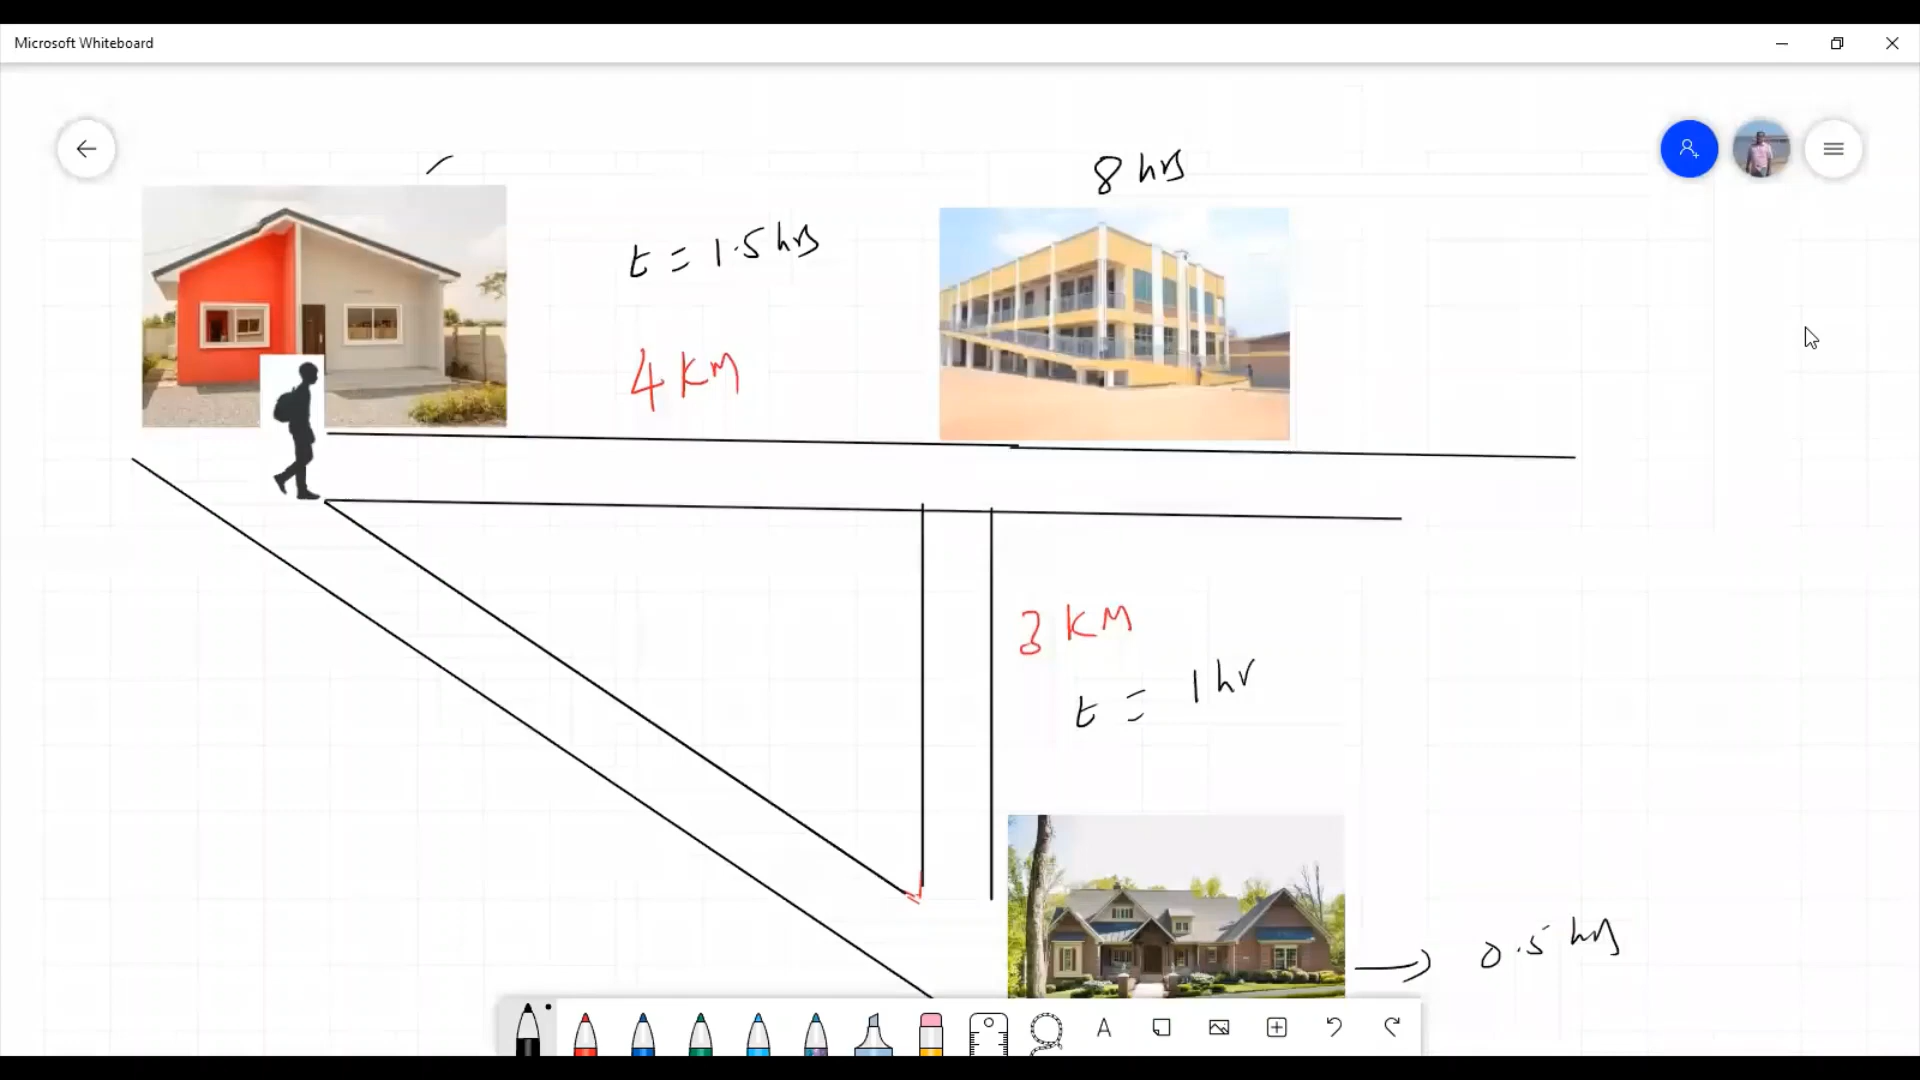 Microsoft Whiteboard
8 hrs
t = 1.5 hrs
4 KM
3 KM
t = 1 hr
0.5 hrs
A